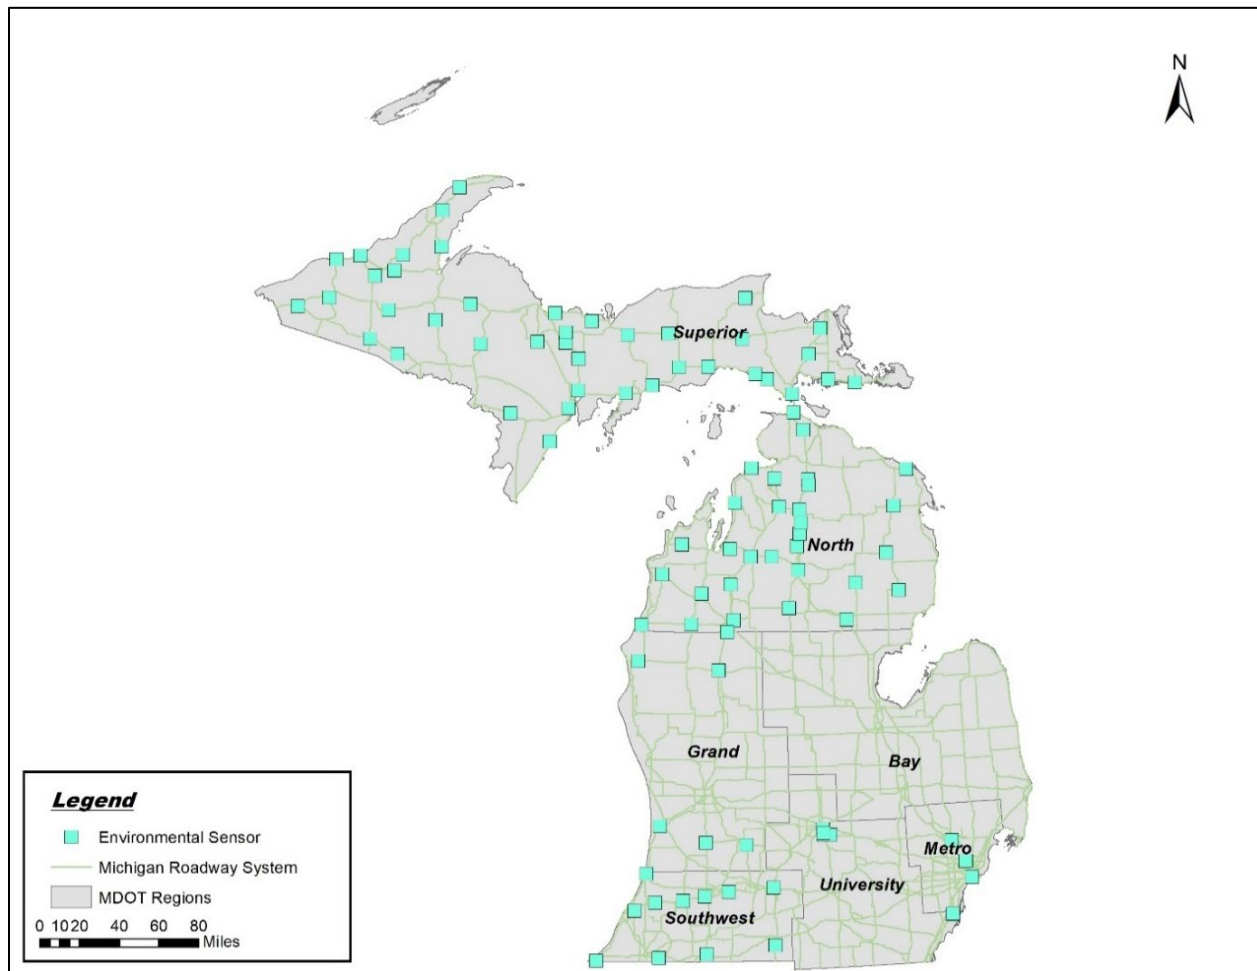 N
Superior
North
Grand
Bay
Metro
University
Southwest
Legend
Environmental Sensor
Michigan Roadway System
MDOT Regions
0 10 20 40 60 80
Miles